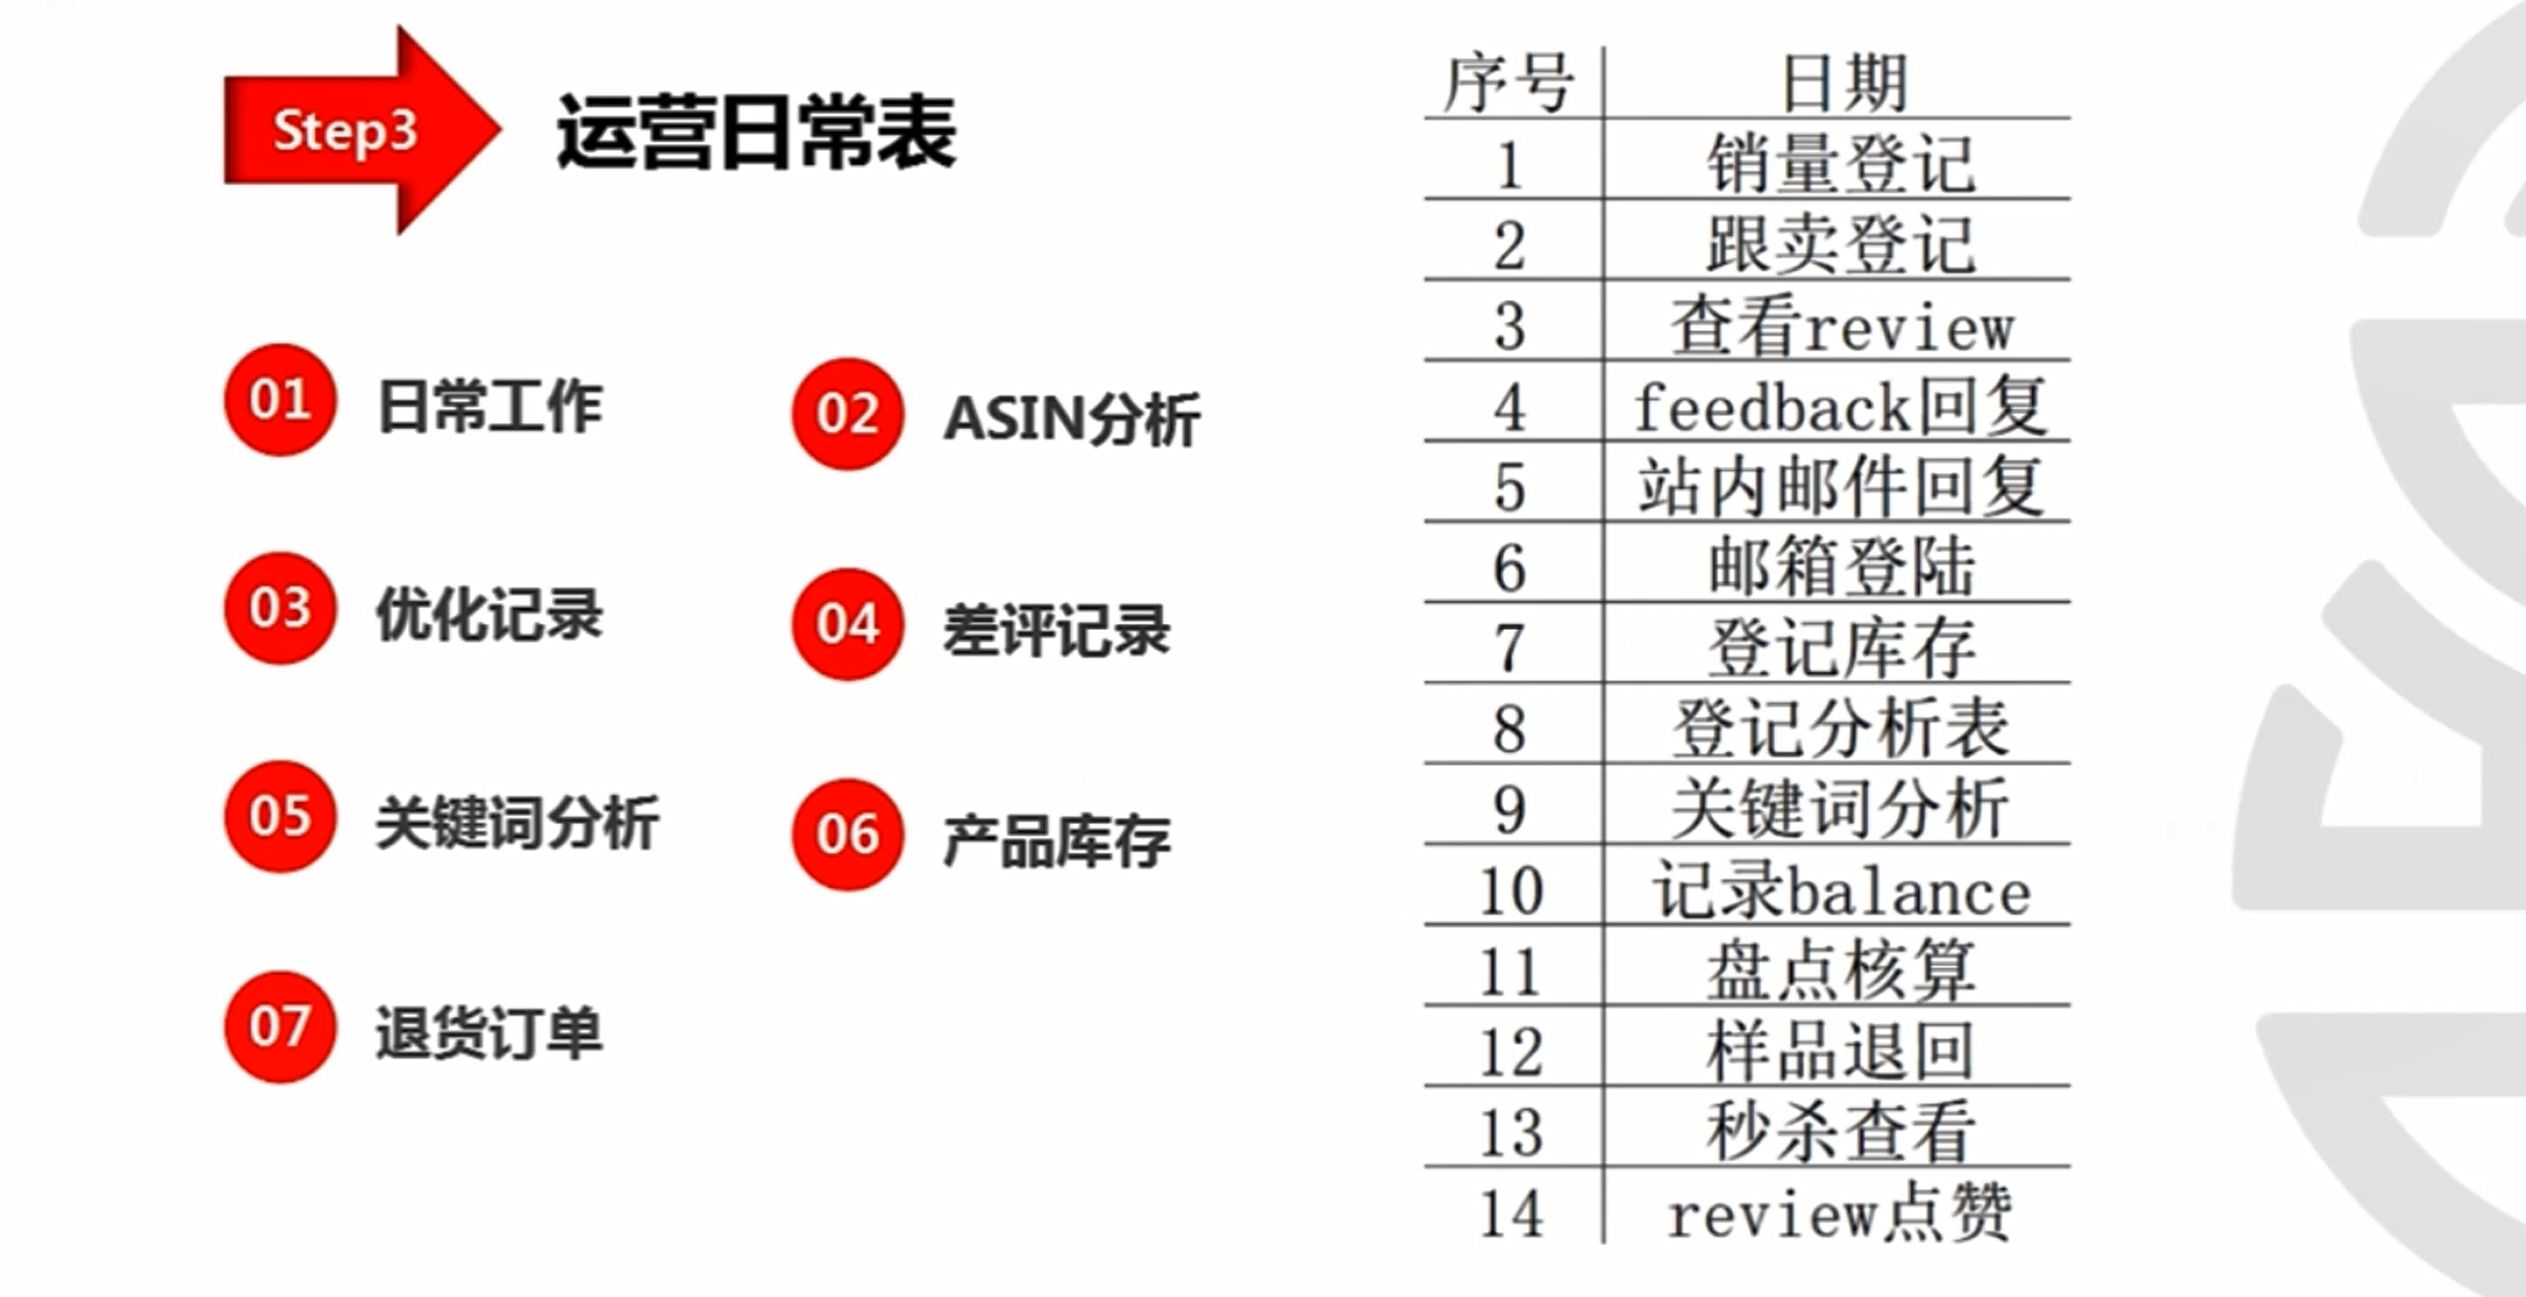 Step3
运营日常表
01 日常工作
02 ASIN分析
03 优化记录
04 差评记录
05 关键词分析
06 产品库存
07 退货订单
序号 日期
1 销量登记
2 跟卖登记
3 查看review
4 feedback回复
5 站内邮件回复
6 邮箱登陆
7 登记库存
8 登记分析表
9 关键词分析
10 记录balance
11 盘点核算
12 样品退回
13 秒杀查看
14 review点赞